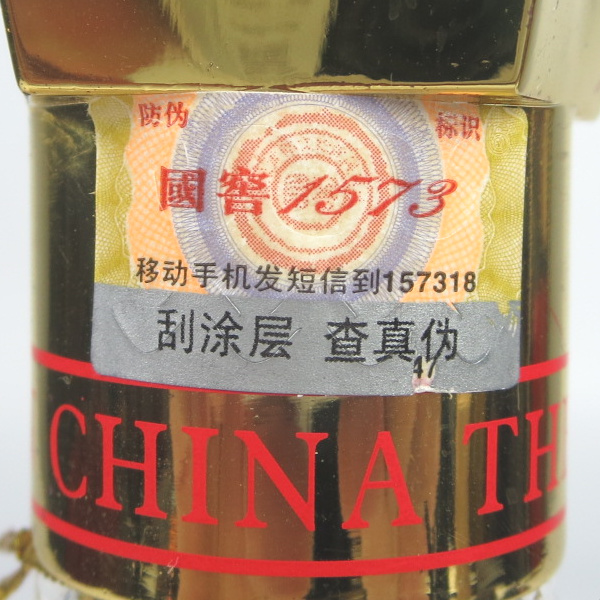 防伪 标识
國窖1573
移动手机发短信到157318
刮涂层 查真伪
47
CHINA TH